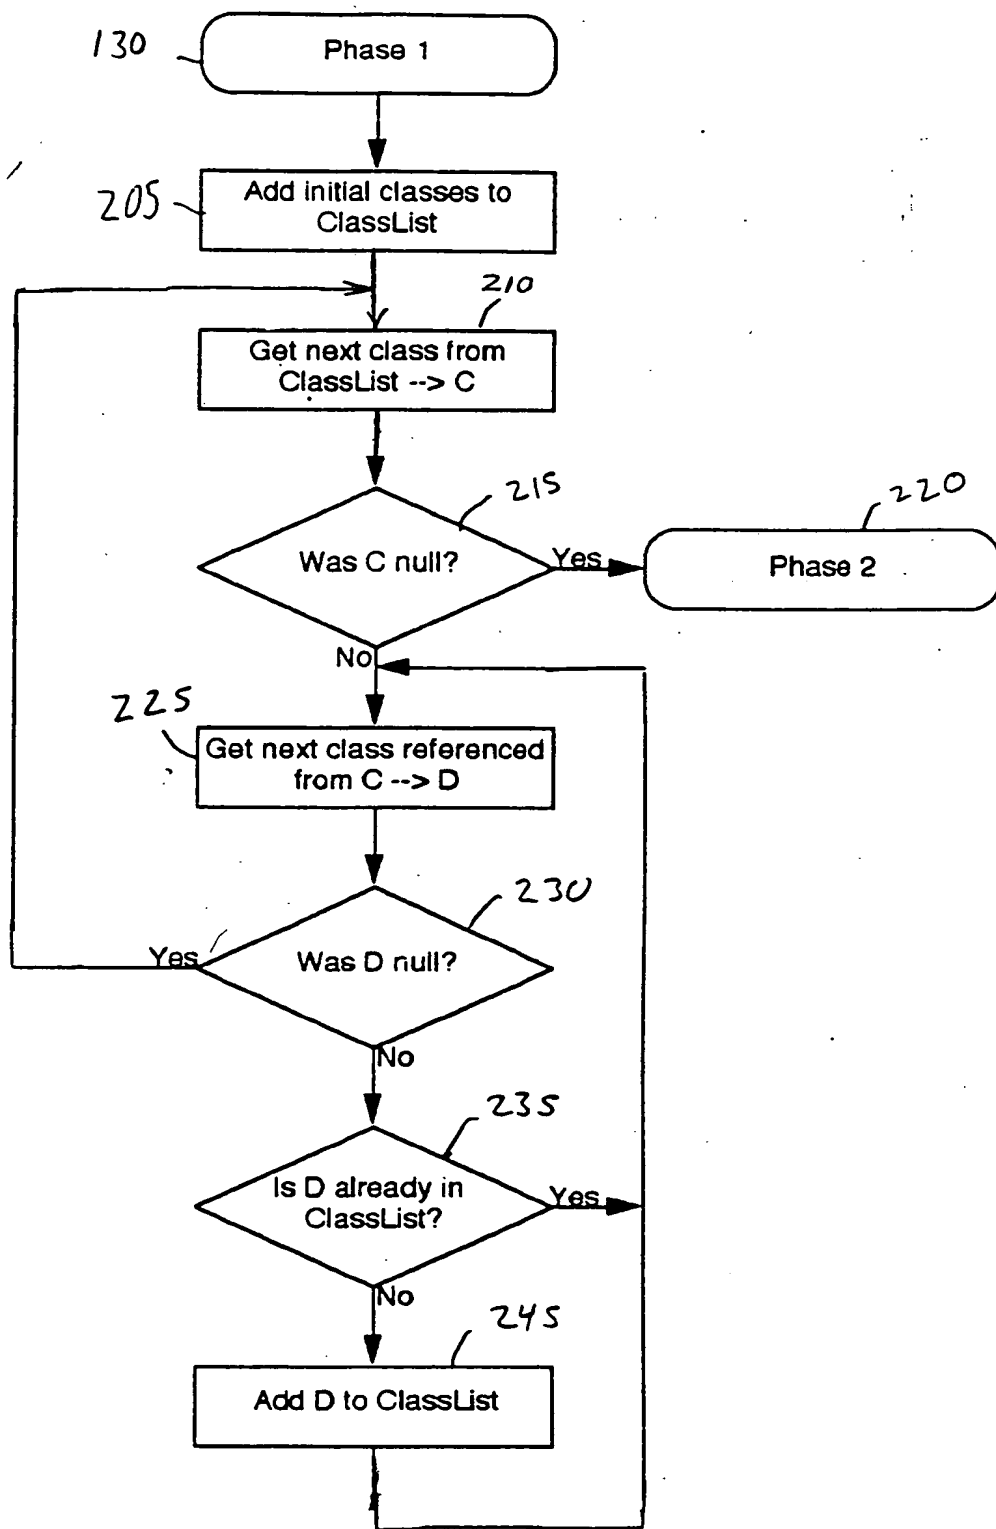 130
Phase 1
205
Add initial classes to
ClassList
210
Get next class from
ClassList --> C
215
Was C null?
Yes
220
Phase 2
No
225
Get next class referenced
from C --> D
230
Was D null?
Yes
No
235
Is D already in
ClassList?
Yes
No
245
Add D to ClassList